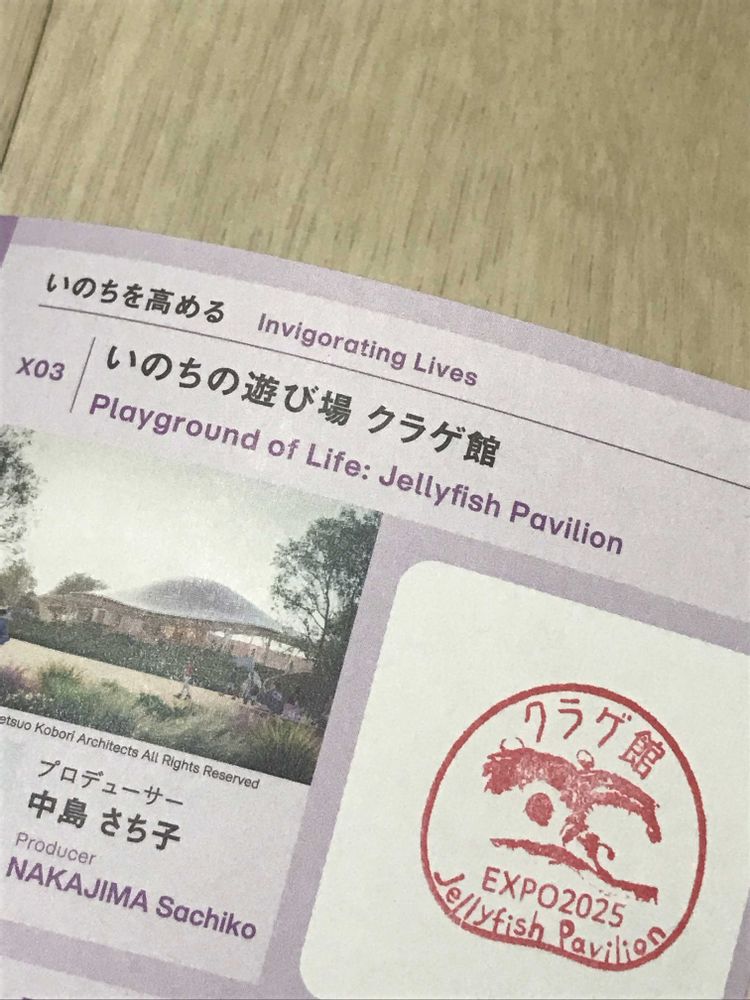 いのちを高める Invigorating Lives
X03 いのちの遊び場 クラゲ館
Playground of Life: Jellyfish Pavilion
Kobori Architects All Rights Reserved
プロデューサー
中島 さち子
Producer
NAKAJIMA Sachiko
クラゲ館
EXPO2025
Jellyfish Pavilion